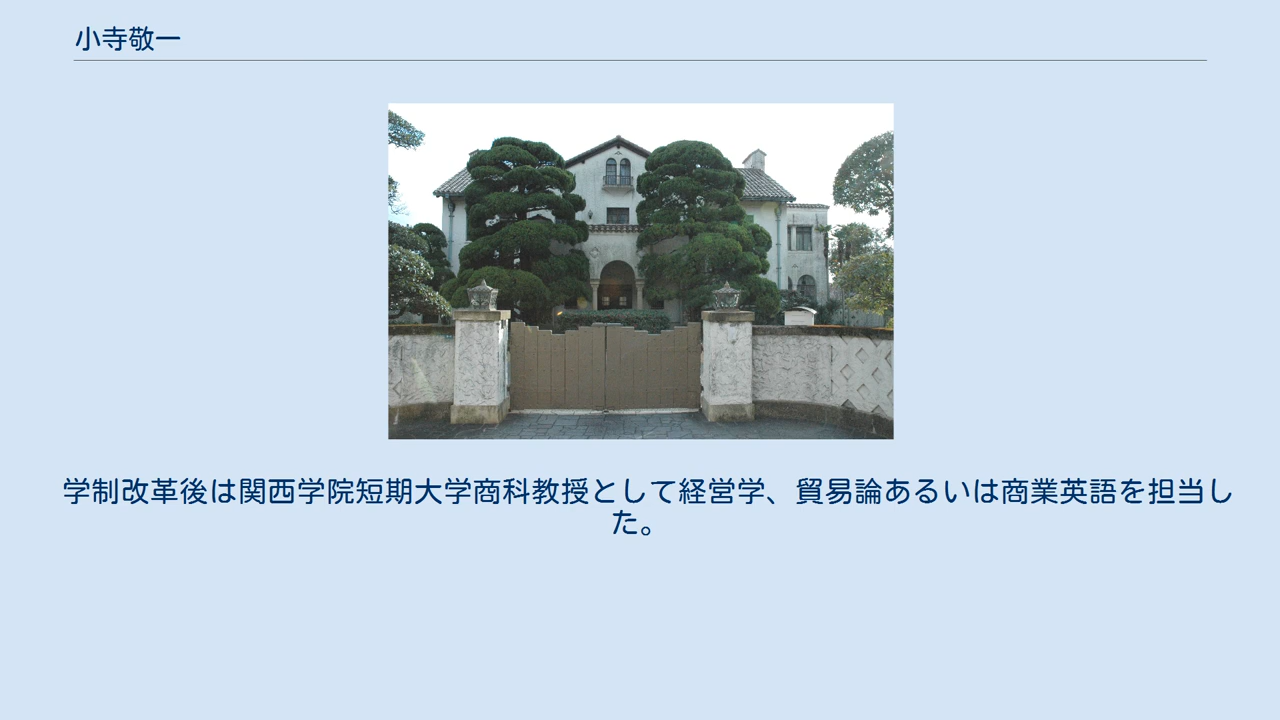 小寺敬一
学制改革後は関西学院短期大学商科教授として経営学、貿易論あるいは商業英語を担当し
た。